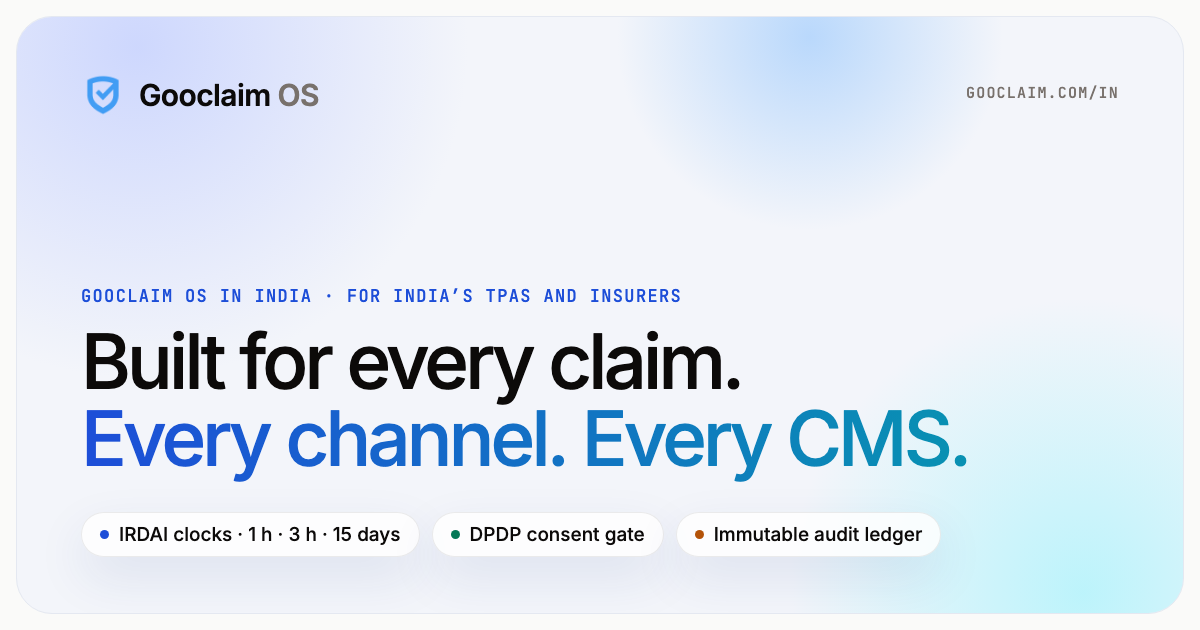 Gooclaim OS
GOOCLAIM.COM/IN
GOOCLAIM OS IN INDIA · FOR INDIA’S TPAS AND INSURERS
Built for every claim.
Every channel. Every CMS.
IRDAI clocks · 1 h · 3 h · 15 days
DPDP consent gate
Immutable audit ledger